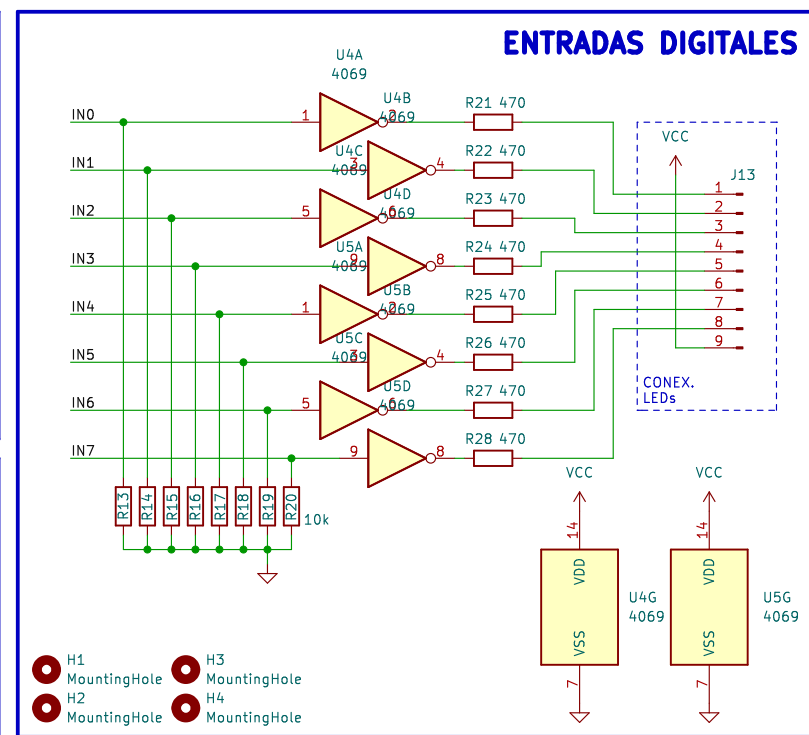 ENTRADAS DIGITALES
U4A
4069
U4B
4069
IN0
1
2
R21 470
U4C
4069
IN1
3
4
R22 470
U4D
4069
IN2
5
6
R23 470
U5A
4069
IN3
9
8
R24 470
U5B
4069
IN4
1
2
R25 470
U5C
4069
IN5
3
4
R26 470
U5D
4069
IN6
5
6
R27 470
IN7
9
8
R28 470
VCC
J13
1
2
3
4
5
6
7
8
9
CONEX.
LEDs
R13
R14
R15
R16
R17
R18
R19
R20
10k
VCC
14
VDD
VSS
7
U4G
4069
VCC
14
VDD
VSS
7
U5G
4069
H1
MountingHole
H2
MountingHole
H3
MountingHole
H4
MountingHole